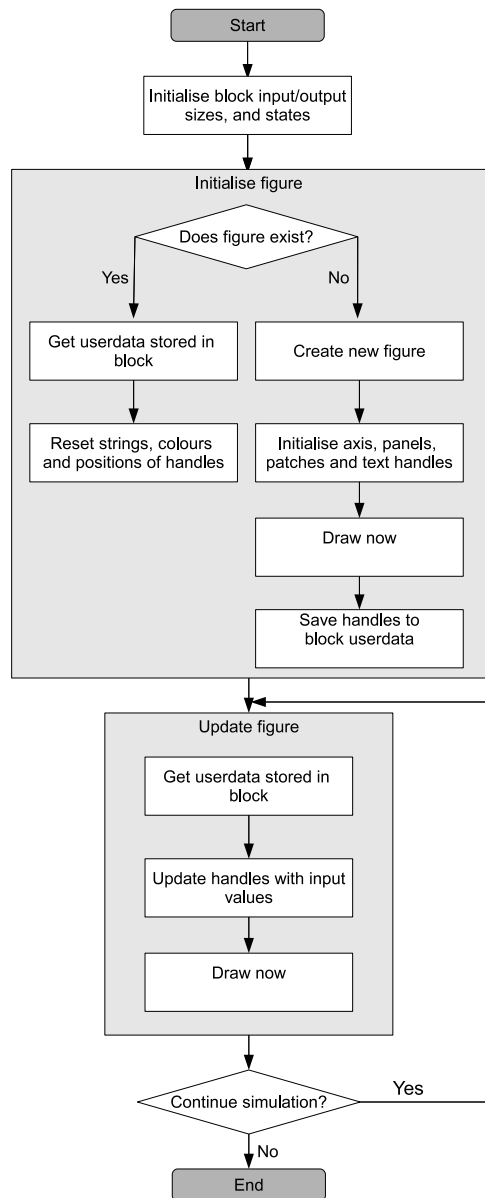 Start
Initialise block input/output
sizes, and states
Initialise figure
Does figure exist?
Yes
No
Get userdata stored in
block
Create new figure
Reset strings, colours
and positions of handles
Initialise axis, panels,
patches and text handles
Draw now
Save handles to
block userdata
Update figure
Get userdata stored in
block
Update handles with input
values
Draw now
Continue simulation?
Yes
No
End